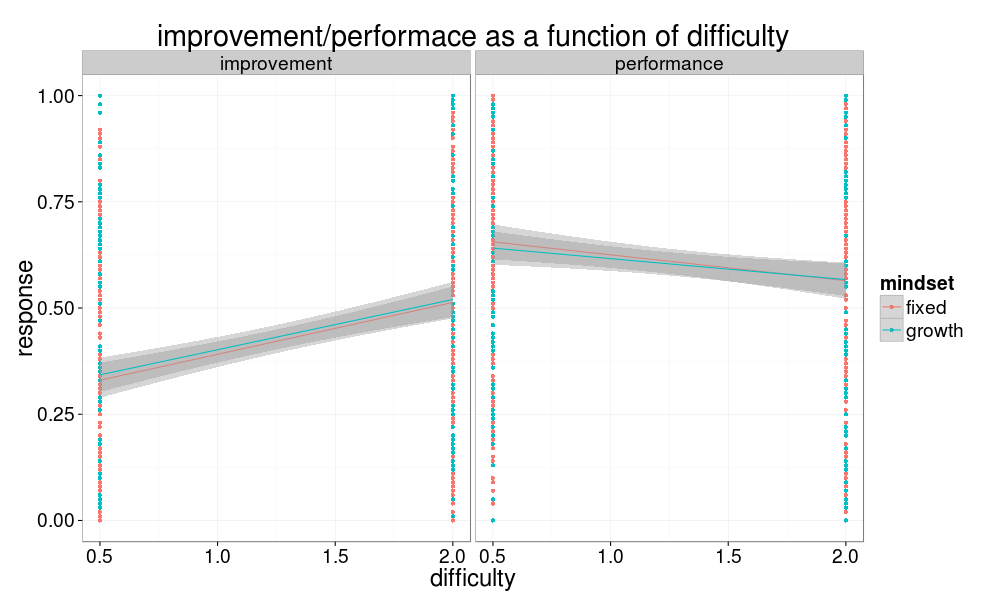 improvement/performace as a function of difficulty
improvement
performance
1.00
0.75
0.50
0.25
0.00
response
0.5
1.0
1.5
2.0
0.5
1.0
1.5
2.0
difficulty
mindset
fixed
growth